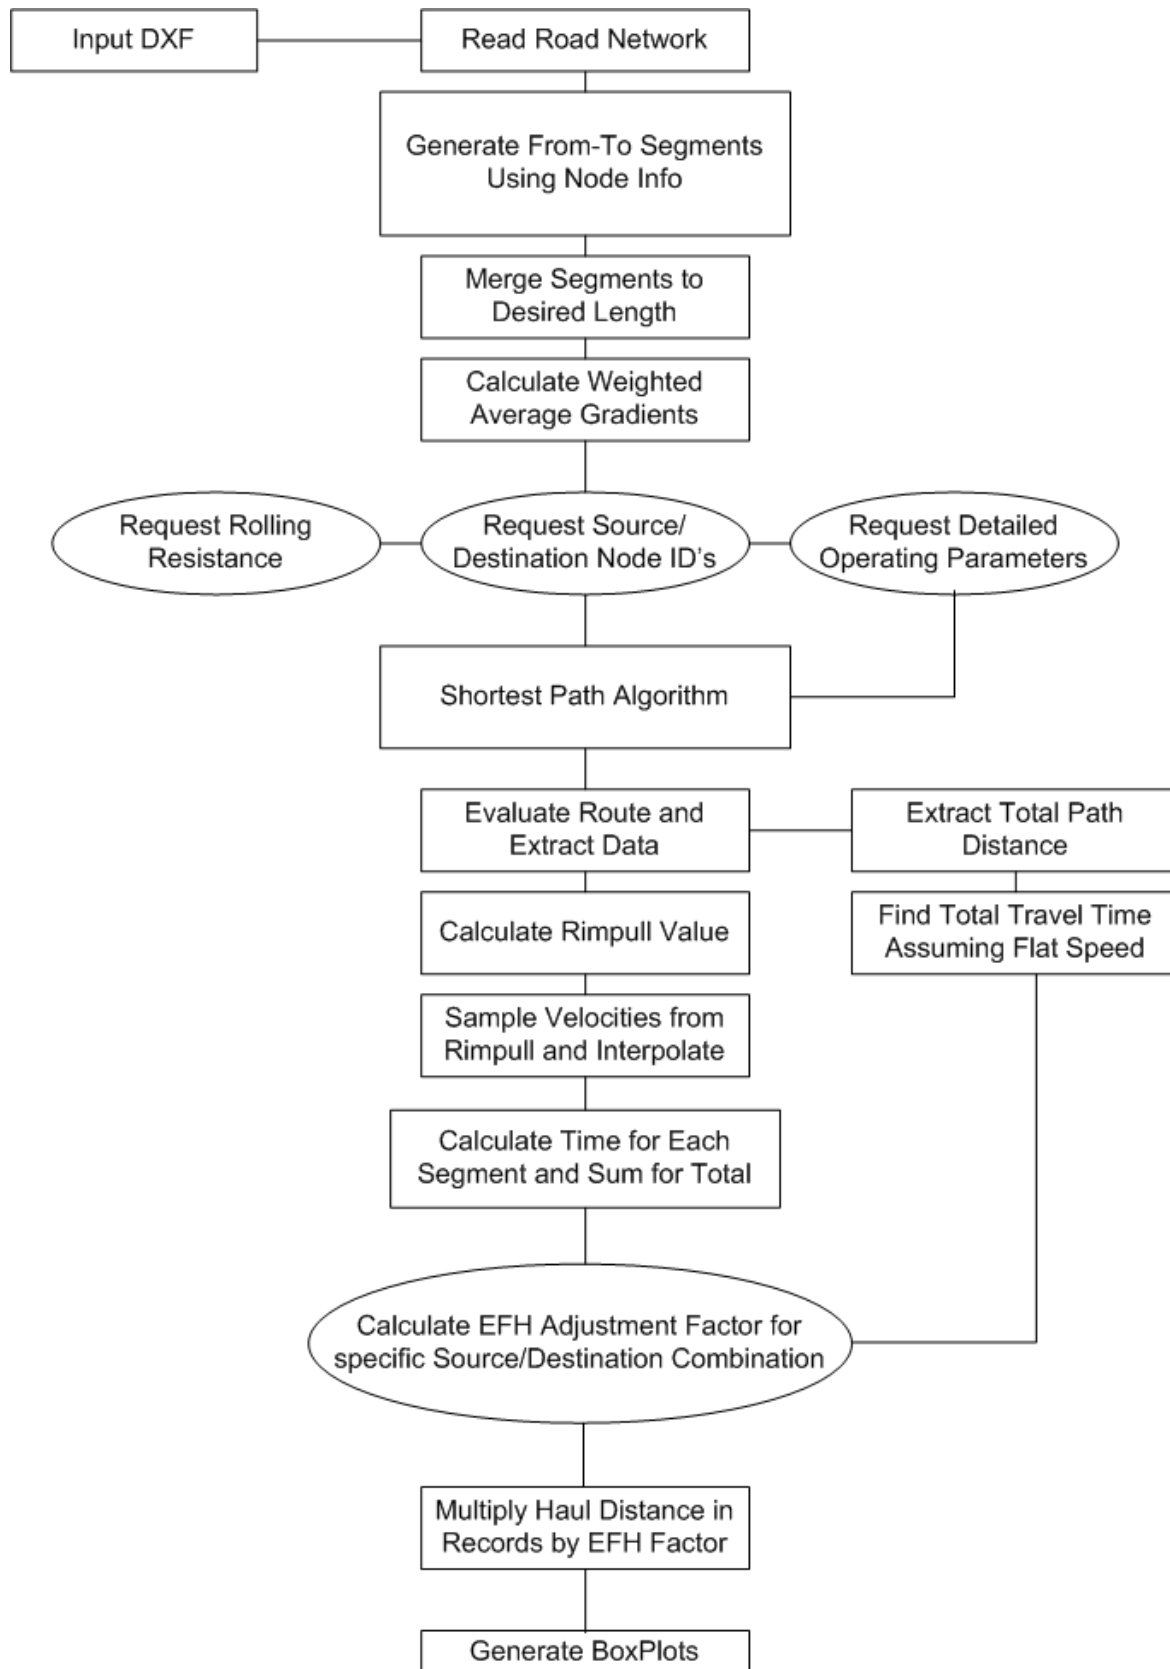 Input DXF
Read Road Network
Generate From-To Segments
Using Node Info
Merge Segments to
Desired Length
Calculate Weighted
Average Gradients
Request Rolling
Resistance
Request Source/
Destination Node ID's
Request Detailed
Operating Parameters
Shortest Path Algorithm
Evaluate Route and
Extract Data
Extract Total Path
Distance
Calculate Rimpull Value
Find Total Travel Time
Assuming Flat Speed
Sample Velocities from
Rimpull and Interpolate
Calculate Time for Each
Segment and Sum for Total
Calculate EFH Adjustment Factor for
specific Source/Destination Combination
Multiply Haul Distance in
Records by EFH Factor
Generate BoxPlots